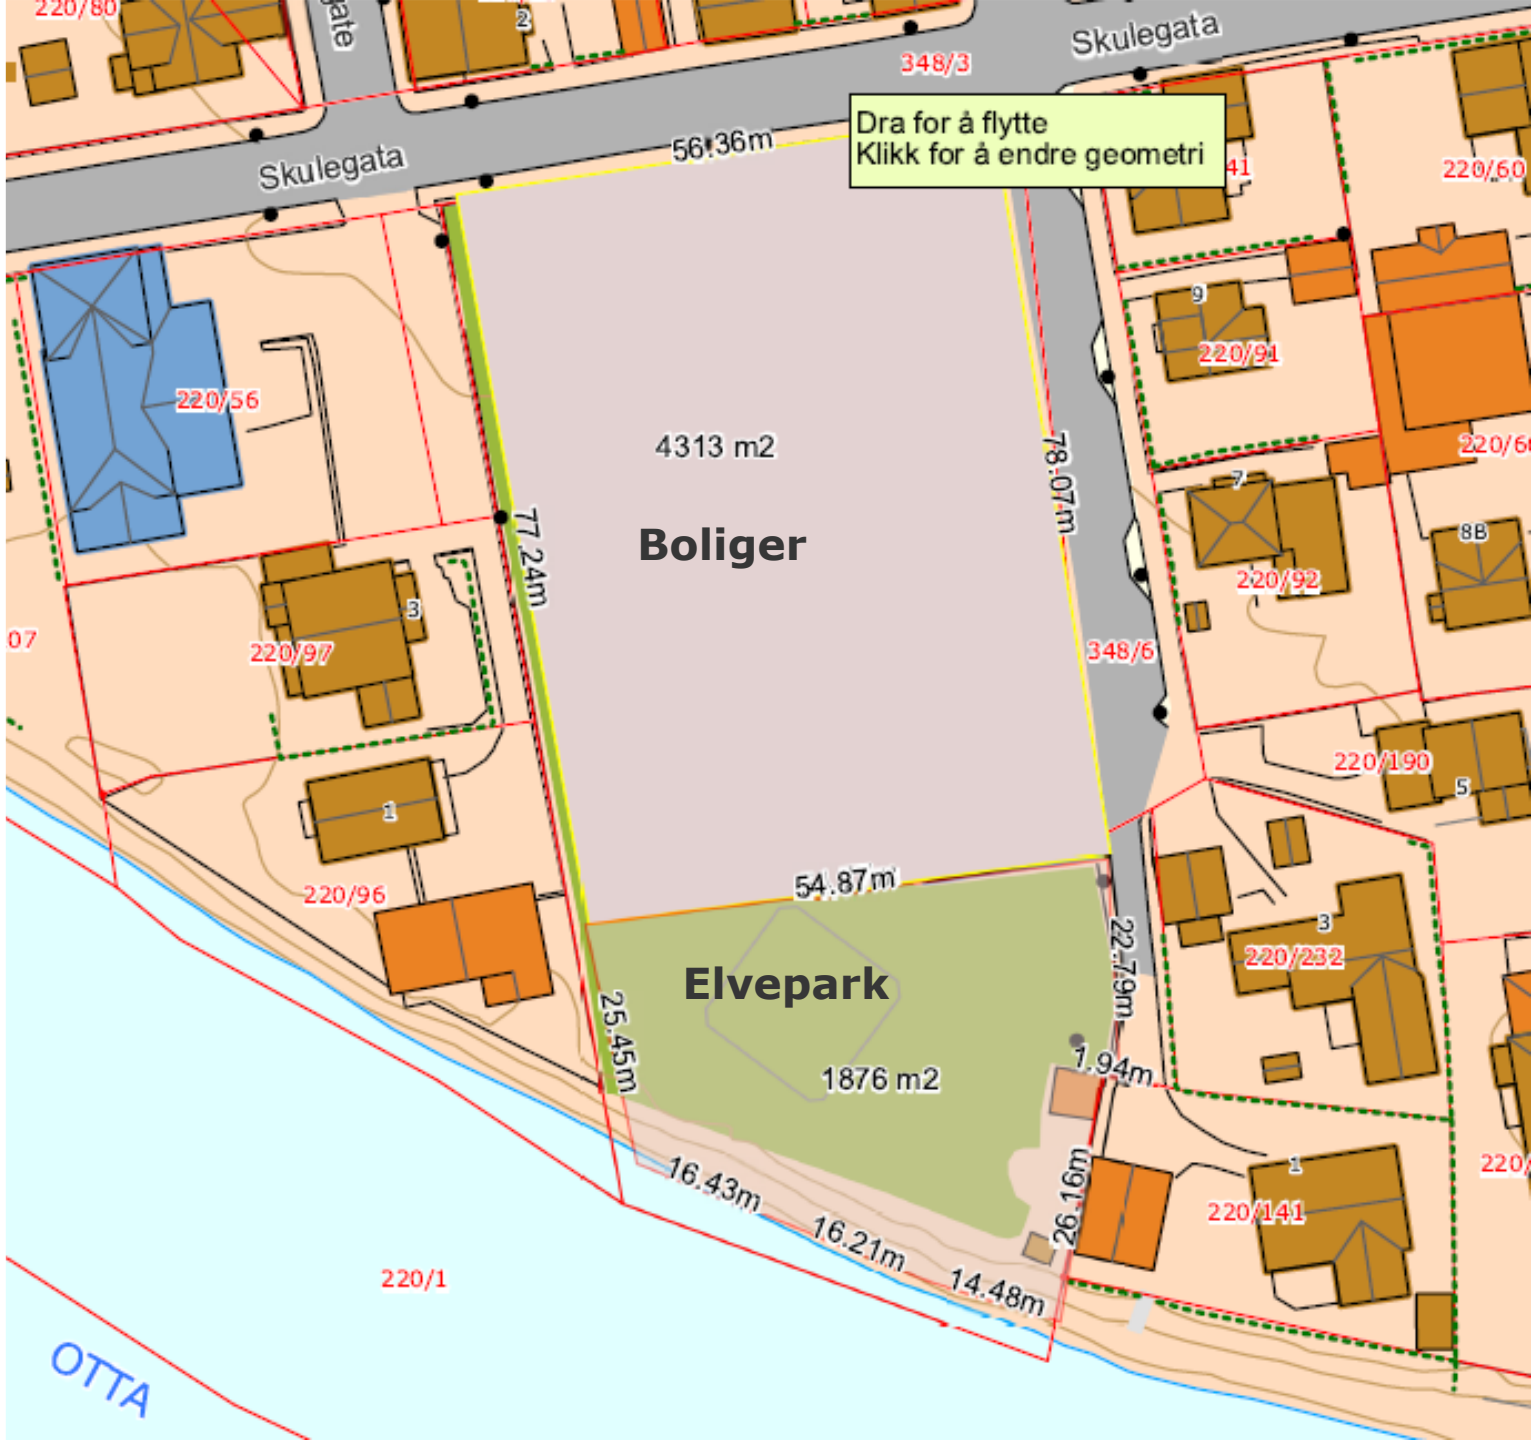 220/80
gate
2
348/3
Skulegata
Skulegata
56.36m
Dra for å flytte
Klikk for å endre geometri
41
220/60
9
220/91
220/56
4313 m2
78.07m
220/6
7
77.24m
Boliger
8B
220/92
3
07
220/97
348/6
220/190
5
1
54.87m
220/96
3
22.79m
220/232
Elvepark
25.45m
1.94m
1876 m2
16.43m
26.16m
1
220/
220/141
16.21m
14.48m
220/1
OTTA